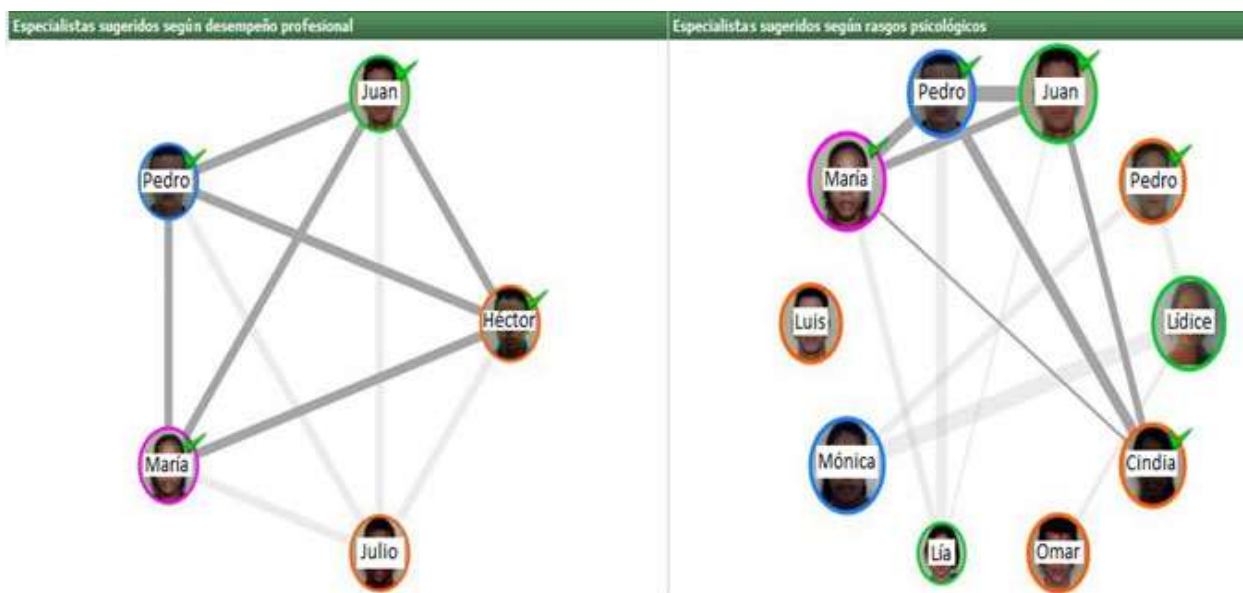 Especialistas sugeridos según desempeño profesional
Juan
Pedro
Héctor
María
Julio
Especialistas sugeridos según rasgos psicológicos
Pedro
Juan
María
Pedro
Luis
Lídice
Mónica
Cindia
Lía
Omar